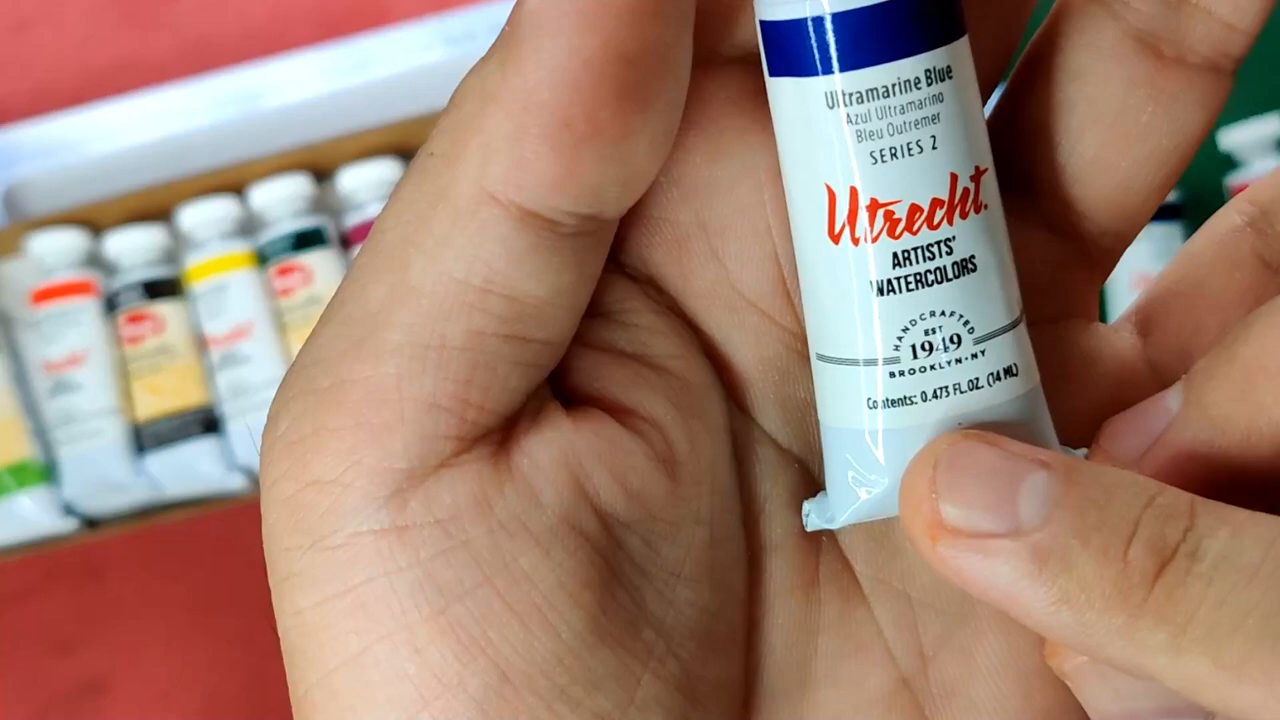 Ultramarine Blue
Azul Ultramarino
Bleu Outremer
SERIES 2
Utrecht.
ARTISTS'
WATERCOLORS
HANDCRAFTED
EST
1949
BROOKLYN•NY
Contents: 0.473 FL.OZ. (14 ML)